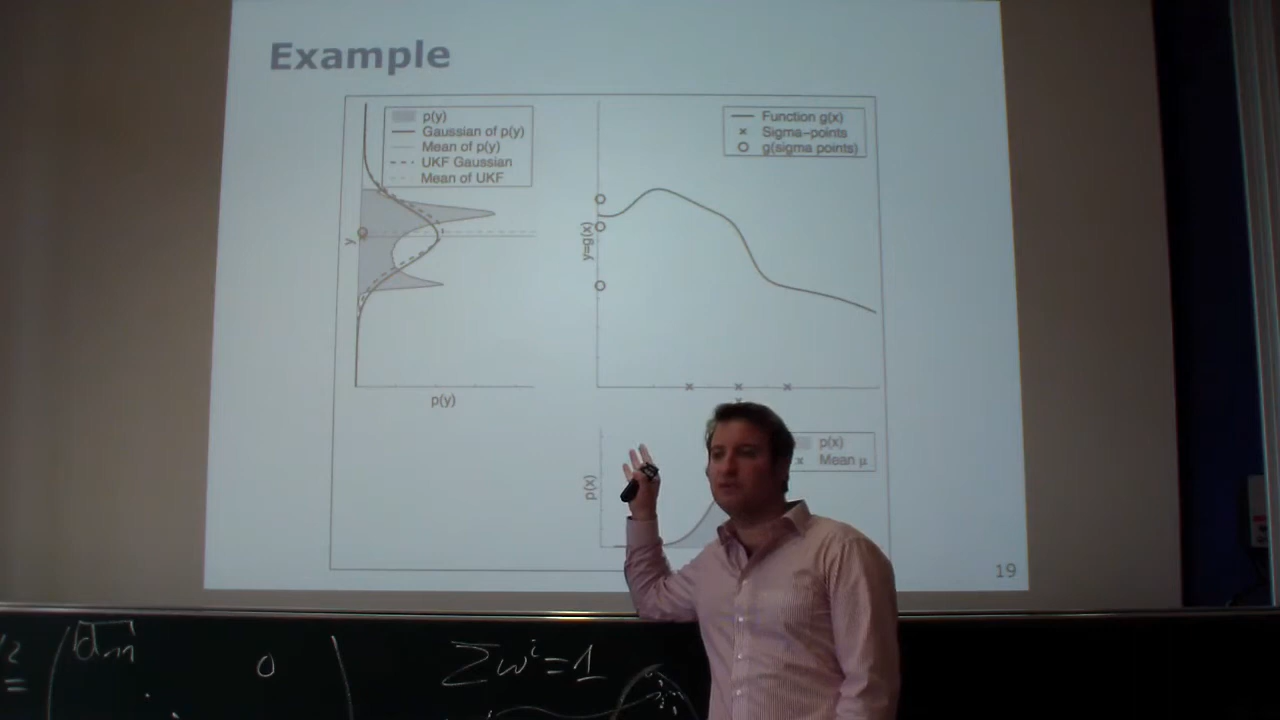 Example
p(y)
Gaussian of p(y)
Mean of p(y)
UKF Gaussian
Mean of UKF
y
p(y)
Function g(x)
Sigma-points
g(sigma points)
y=g(x)
p(x)
p(x)
Mean μ
19
0
∑wⁱ=1